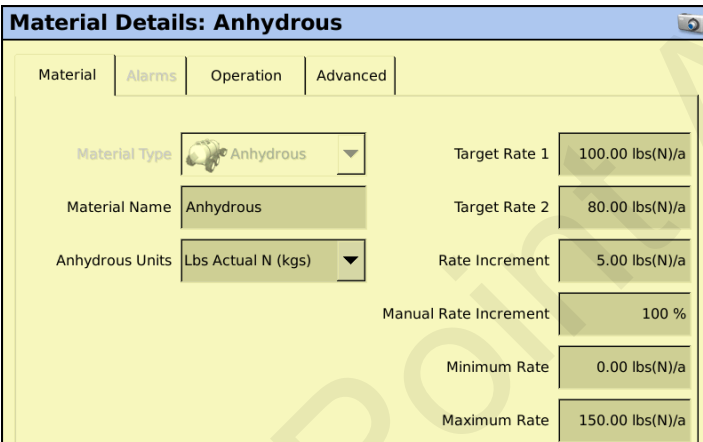 Material Details: Anhydrous
Material Alarms Operation Advanced
Material Type Anhydrous Target Rate 1 100.00 lbs(N)/a
Material Name Anhydrous Target Rate 2 80.00 lbs(N)/a
Anhydrous Units Lbs Actual N (kgs) Rate Increment 5.00 lbs(N)/a
Manual Rate Increment 100 %
Minimum Rate 0.00 lbs(N)/a
Maximum Rate 150.00 lbs(N)/a
Point A